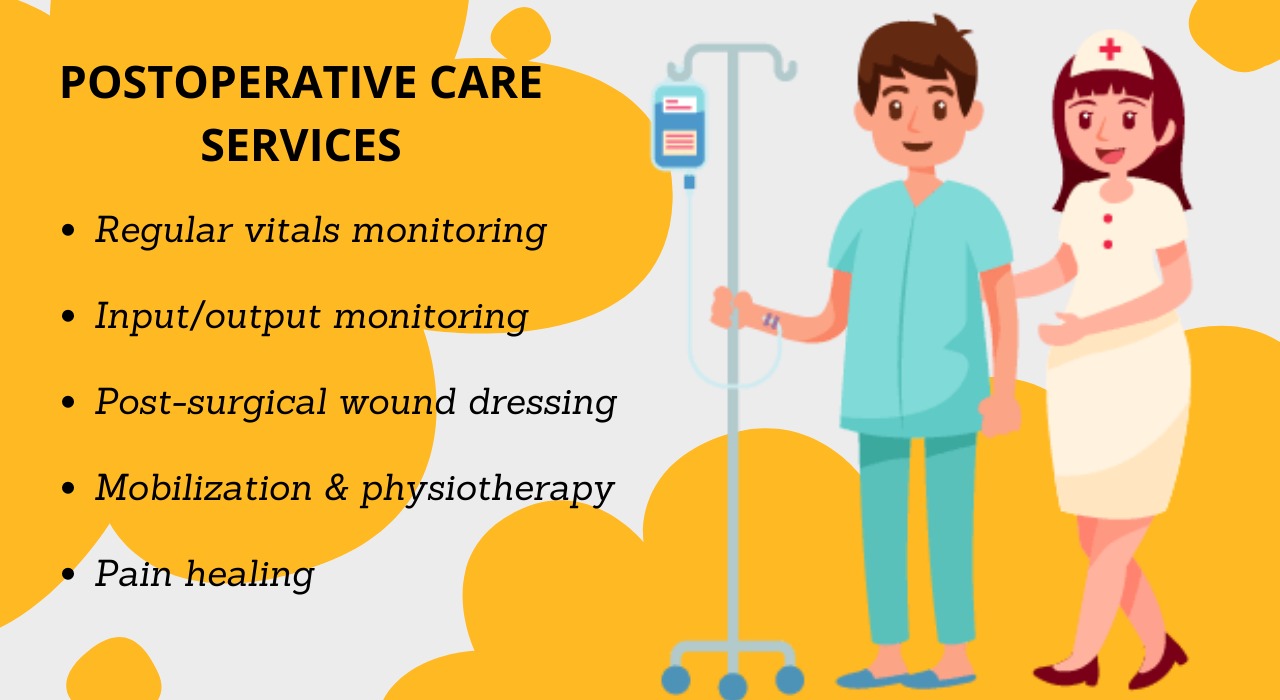 POSTOPERATIVE CARE
SERVICES
• Regular vitals monitoring
• Input/output monitoring
• Post-surgical wound dressing
• Mobilization & physiotherapy
• Pain healing